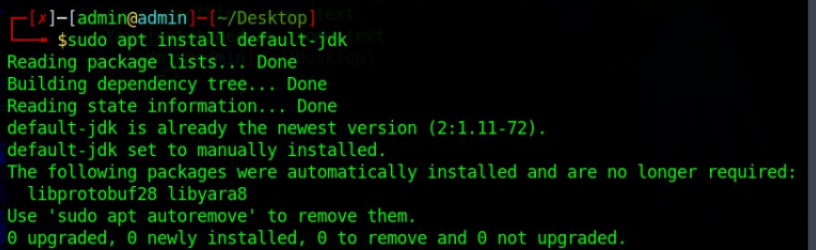 ┌─[✗]─[admin@admin]─[~/Desktop]
└──╼ $sudo apt install default-jdk
Reading package lists... Done
Building dependency tree... Done
Reading state information... Done
default-jdk is already the newest version (2:1.11-72).
default-jdk set to manually installed.
The following packages were automatically installed and are no longer required:
  libprotobuf28 libyara8
Use 'sudo apt autoremove' to remove them.
0 upgraded, 0 newly installed, 0 to remove and 0 not upgraded.